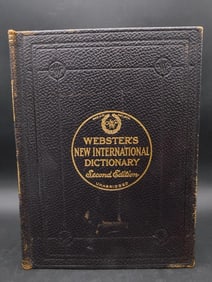 WEBSTER'S
NEW INTERNATIONAL
DICTIONARY
Second Edition
UNABRIDGED